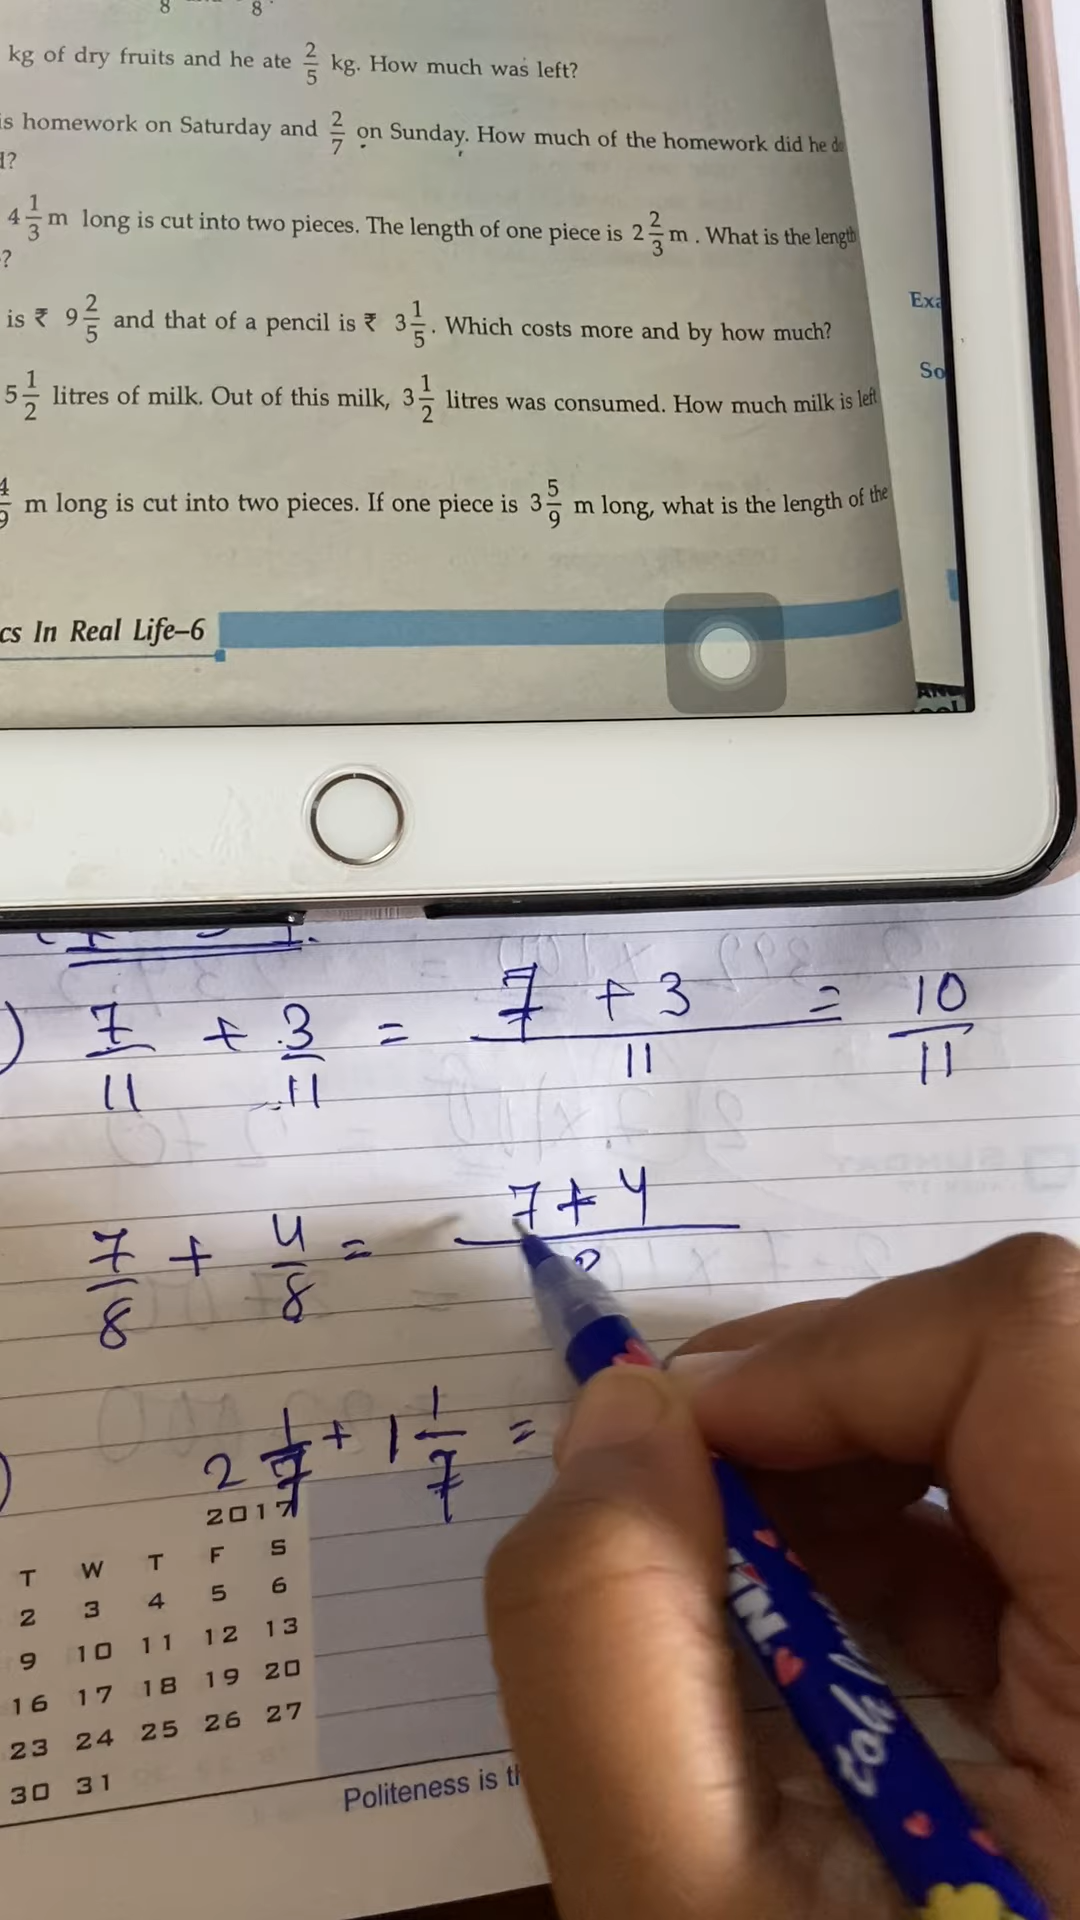 8 8.
kg of dry fruits and he ate 2/5 kg. How much was left?
is homework on Saturday and 2/7 on Sunday. How much of the homework did he
?
4 1/3 m long is cut into two pieces. The length of one piece is 2 2/3 m . What is the length
?
is ₹ 9 2/5 and that of a pencil is ₹ 3 1/5. Which costs more and by how much?
5 1/2 litres of milk. Out of this milk, 3 1/2 litres was consumed. How much milk is left
4/9 m long is cut into two pieces. If one piece is 3 5/9 m long, what is the length of the
cs In Real Life–6
Exa
So
) 7/11 + 3/11 = 7 + 3/11 = 10/11
7/8 + 4/8 = 7 + 4/8
) 2 1/7 + 1 1/7 =
2017
T W T F S
2 3 4 5 6
9 10 11 12 13
16 17 18 19 20
23 24 25 26 27
30 31
Politeness is th